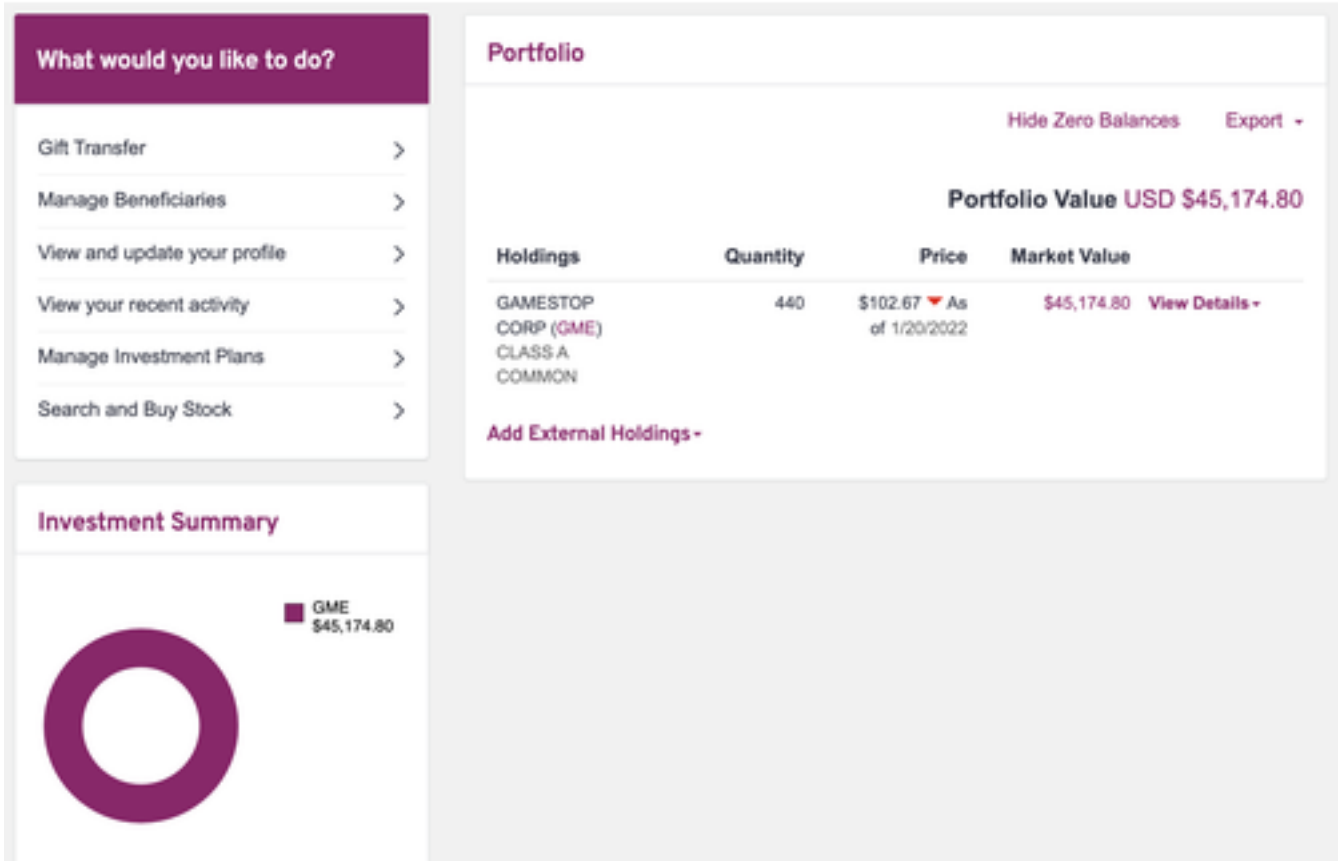 What would you like to do?
Gift Transfer
Manage Beneficiaries
View and update your profile
View your recent activity
Manage Investment Plans
Search and Buy Stock
Investment Summary
GME
$45,174.80
Portfolio
Hide Zero Balances Export
Portfolio Value USD $45,174.80
Holdings Quantity Price Market Value
GAMESTOP 440 $102.67 As $45,174.80 View Details
CORP (GME) of 1/20/2022
CLASS A
COMMON
Add External Holdings